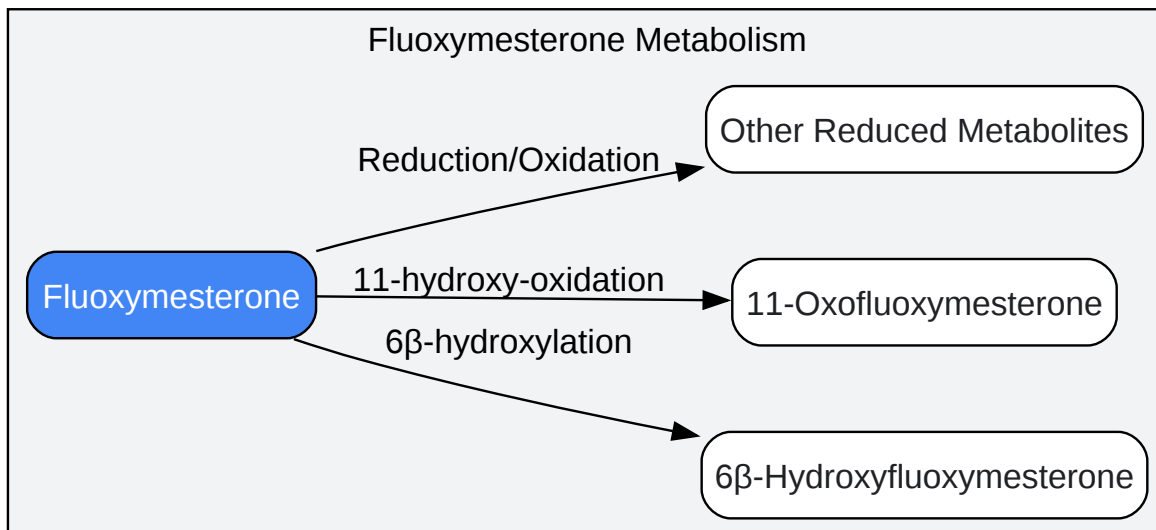 Fluoxymesterone Metabolism
Other Reduced Metabolites
Reduction/Oxidation
Fluoxymesterone
11-hydroxy-oxidation
11-Oxofluoxymesterone
6β-hydroxylation
6β-Hydroxyfluoxymesterone